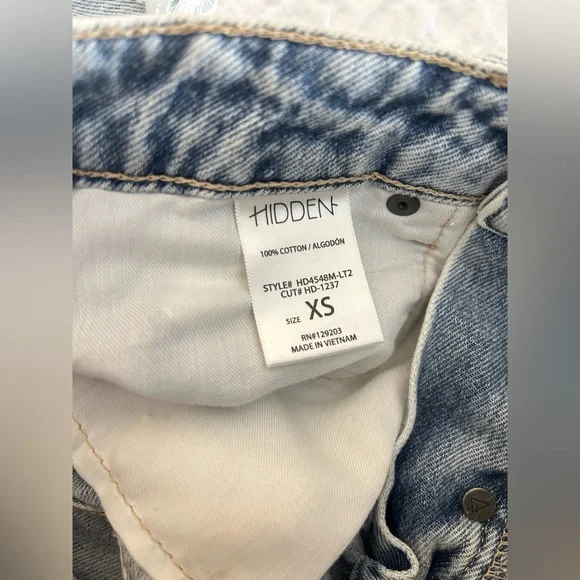 HIDDEN
100% COTTON / ALGODÓN
STYLE# HD4548M-LT2
CUT# HD-1237
SIZE XS
RN#129203
MADE IN VIETNAM